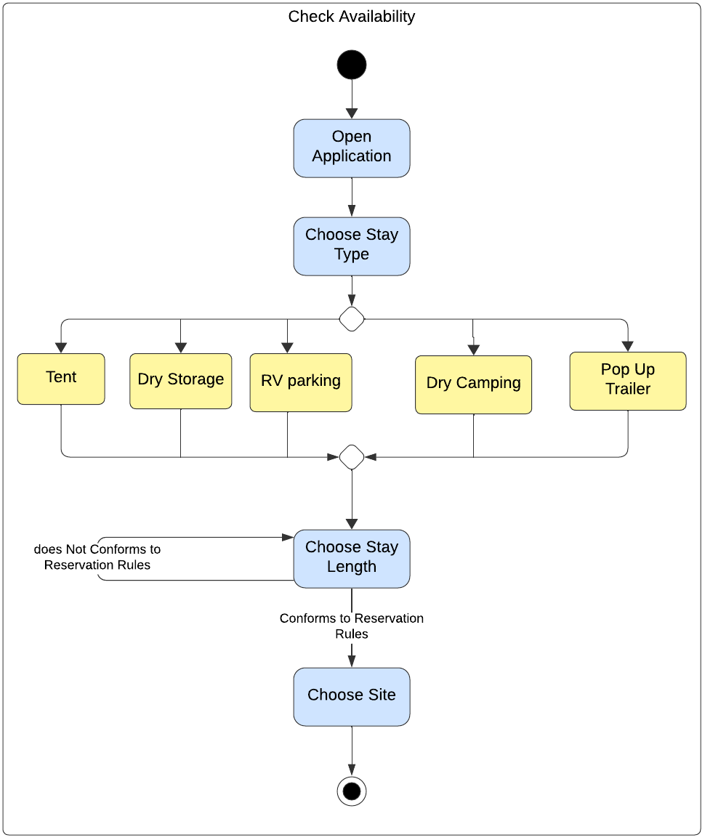 Check Availability
Open
Application
Choose Stay
Type
Tent
Dry Storage
RV parking
Dry Camping
Pop Up
Trailer
Choose Stay
Length
does Not Conforms to
Reservation Rules
Conforms to Reservation
Rules
Choose Site